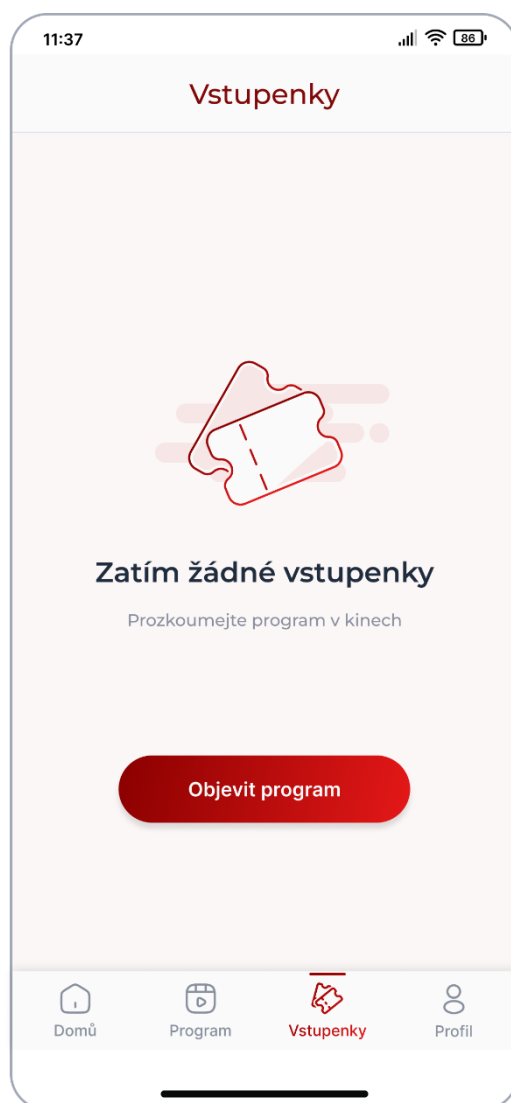 11:37
86
Vstupenky
Zatím žádné vstupenky
Prozkoumejte program v kinech
Objevit program
Domů
Program
Vstupenky
Profil